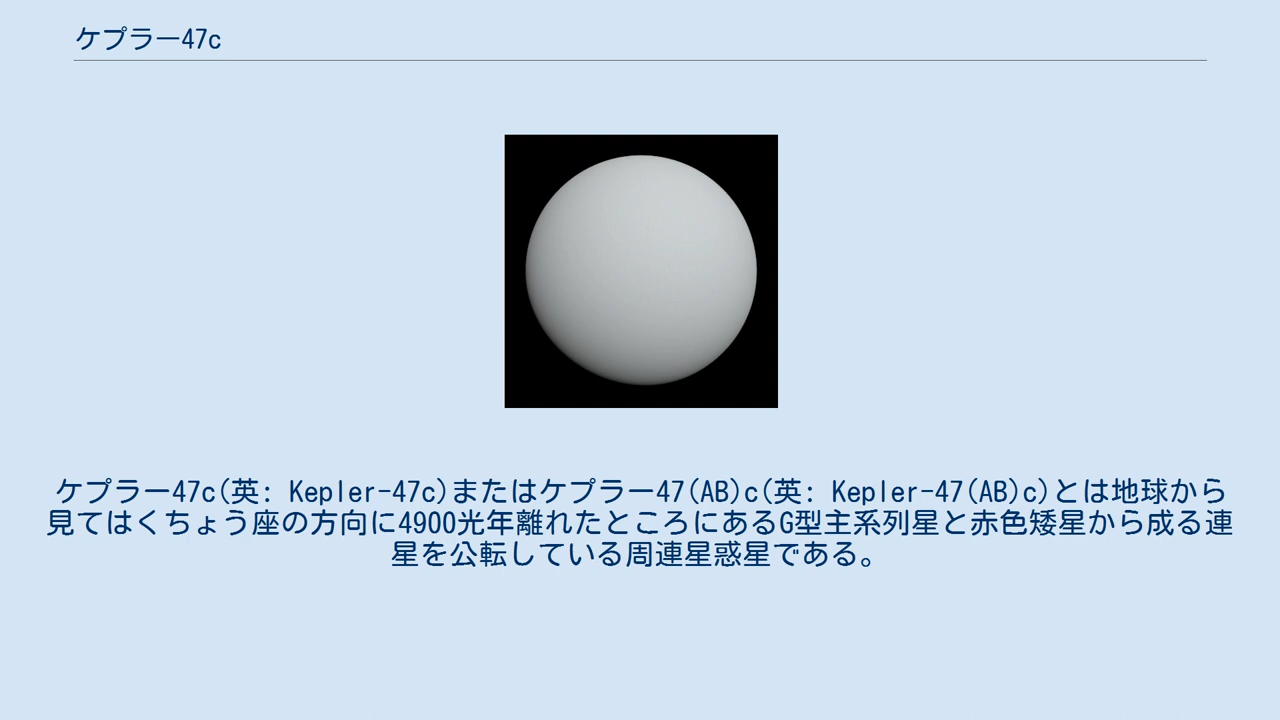 ケプラー47c
ケプラー47c(英: Kepler-47c)またはケプラー47(AB)c(英: Kepler-47(AB)c)とは地球から
見てはくちょう座の方向に4900光年離れたところにあるG型主系列星と赤色矮星から成る連
星を公転している周連星惑星である。